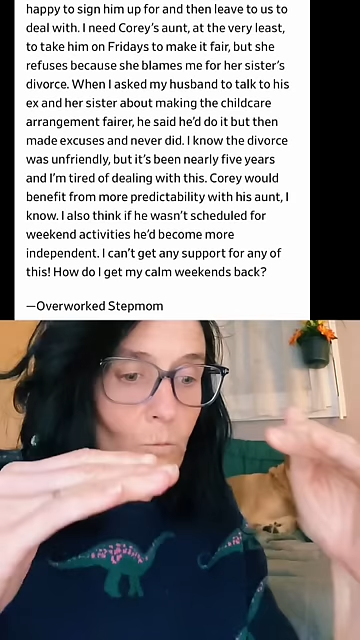 happy to sign him up for and then leave to us to
deal with. I need Corey’s aunt, at the very least,
to take him on Fridays to make it fair, but she
refuses because she blames me for her sister’s
divorce. When I asked my husband to talk to his
ex and her sister about making the childcare
arrangement fairer, he said he’d do it but then
made excuses and never did. I know the divorce
was unfriendly, but it’s been nearly five years
and I’m tired of dealing with this. Corey would
benefit from more predictability with his aunt, I
know. I also think if he wasn’t scheduled for
weekend activities he’d become more
independent. I can’t get any support for any of
this! How do I get my calm weekends back?
—Overworked Stepmom